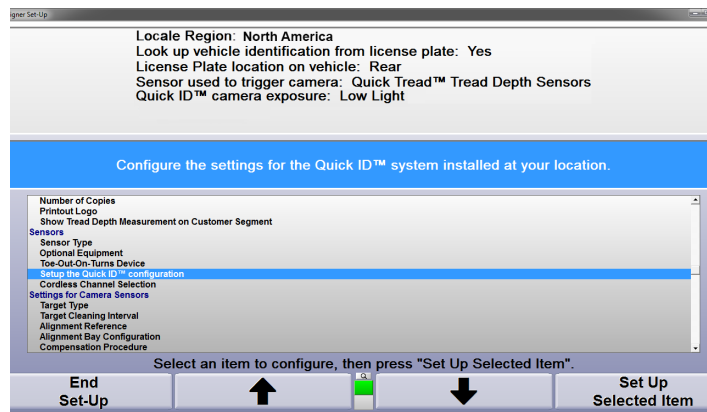 igner Set-Up
Locale Region: North America
Look up vehicle identification from license plate: Yes
License Plate location on vehicle: Rear
Sensor used to trigger camera: Quick Tread™ Tread Depth Sensors
Quick ID™ camera exposure: Low Light
Configure the settings for the Quick ID™ system installed at your location.
Number of Copies
Printout Logo
Show Tread Depth Measurement on Customer Segment
Sensors
Sensor Type
Optional Equipment
Toe-Out-On-Turns Device
Setup the Quick ID™ configuration
Cordless Channel Selection
Settings for Camera Sensors
Target Type
Target Cleaning Interval
Alignment Reference
Alignment Bay Configuration
Compensation Procedure
Select an item to configure, then press "Set Up Selected Item".
End
Set-Up
Set Up
Selected Item